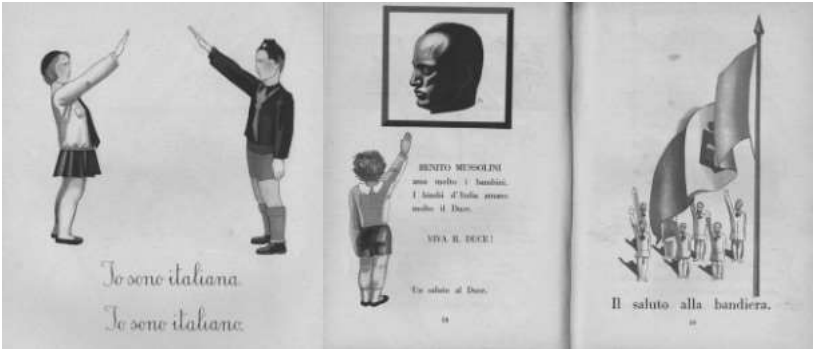 Io sono italiana.
Io sono italiano.
BENITO MUSSOLINI
ama molto i bambini.
I bimbi d'Italia amano
molto il Duce.
VIVA IL DUCE!
Un saluto al Duce.
Il saluto alla bandiera.